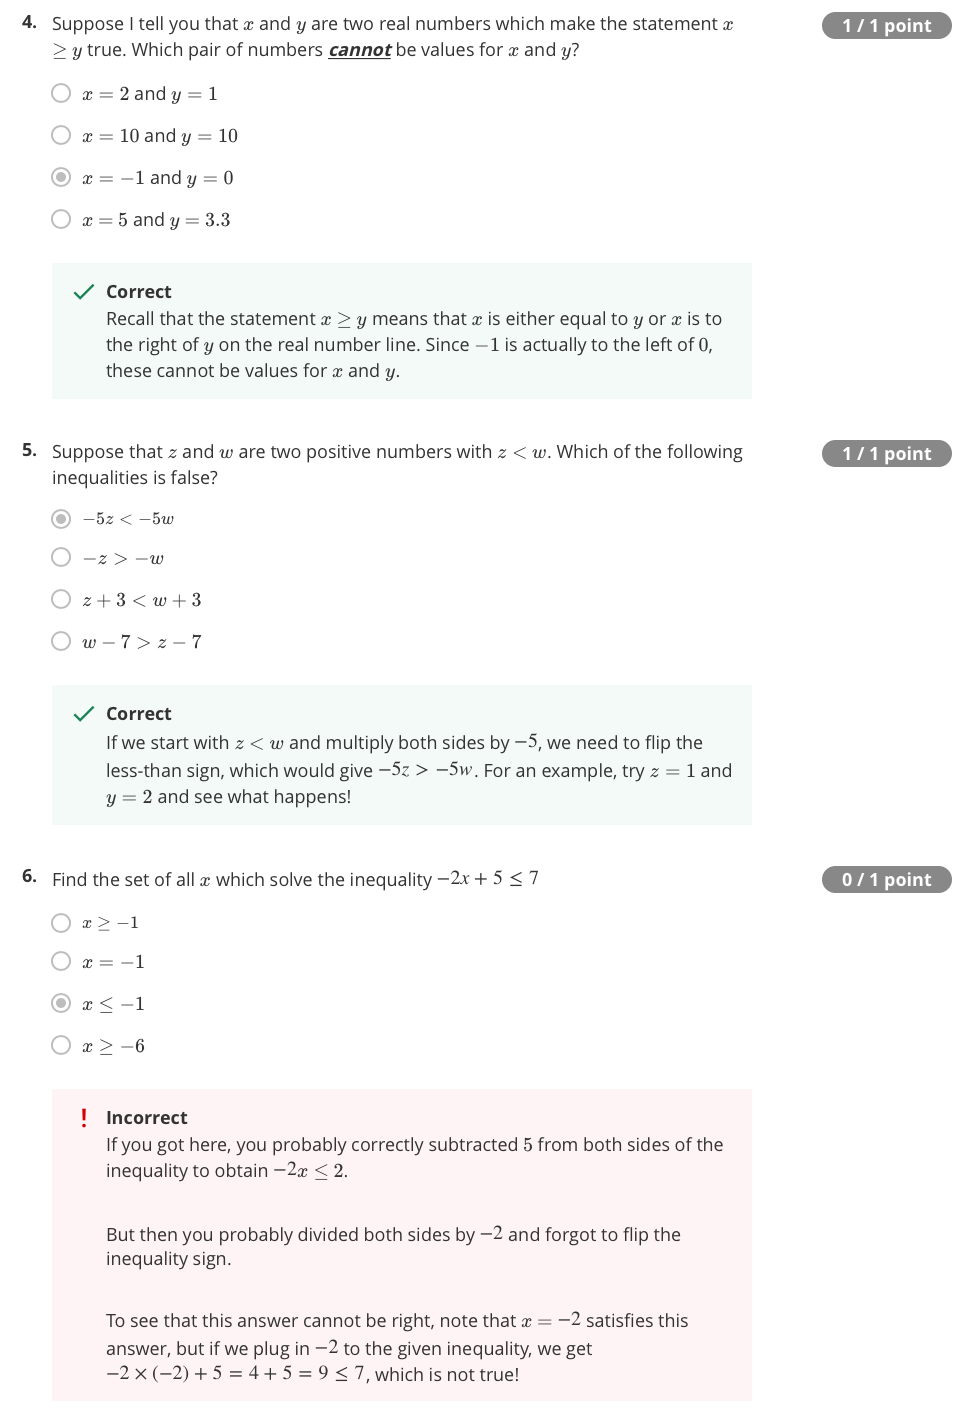 4. Suppose I tell you that x and y are two real numbers which make the statement x 1 / 1 point
≥ y true. Which pair of numbers cannot be values for x and y?
x = 2 and y = 1
x = 10 and y = 10
x = −1 and y = 0
x = 5 and y = 3.3
Correct
Recall that the statement x ≥ y means that x is either equal to y or x is to
the right of y on the real number line. Since −1 is actually to the left of 0,
these cannot be values for x and y.
5. Suppose that z and w are two positive numbers with z < w. Which of the following 1 / 1 point
inequalities is false?
−5z < −5w
−z > −w
z + 3 < w + 3
w − 7 > z − 7
Correct
If we start with z < w and multiply both sides by −5, we need to flip the
less-than sign, which would give −5z > −5w. For an example, try z = 1 and
y = 2 and see what happens!
6. Find the set of all x which solve the inequality −2x + 5 ≤ 7 0 / 1 point
x ≥ −1
x = −1
x ≤ −1
x ≥ −6
! Incorrect
If you got here, you probably correctly subtracted 5 from both sides of the
inequality to obtain −2x ≤ 2.
But then you probably divided both sides by −2 and forgot to flip the
inequality sign.
To see that this answer cannot be right, note that x = −2 satisfies this
answer, but if we plug in −2 to the given inequality, we get
−2 × (−2) + 5 = 4 + 5 = 9 ≤ 7, which is not true!